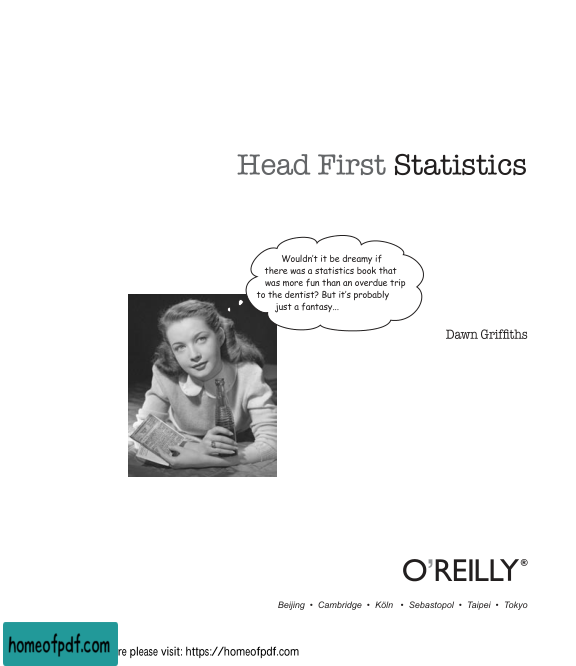 Head First Statistics
Wouldn't it be dreamy if
there was a statistics book that
was more fun than an overdue trip
to the dentist? But it's probably
just a fantasy...
Dawn Griffiths
O'REILLY®
Beijing • Cambridge • Köln • Sebastopol • Taipei • Tokyo
homeofpdf.com
re please visit: https://homeofpdf.com